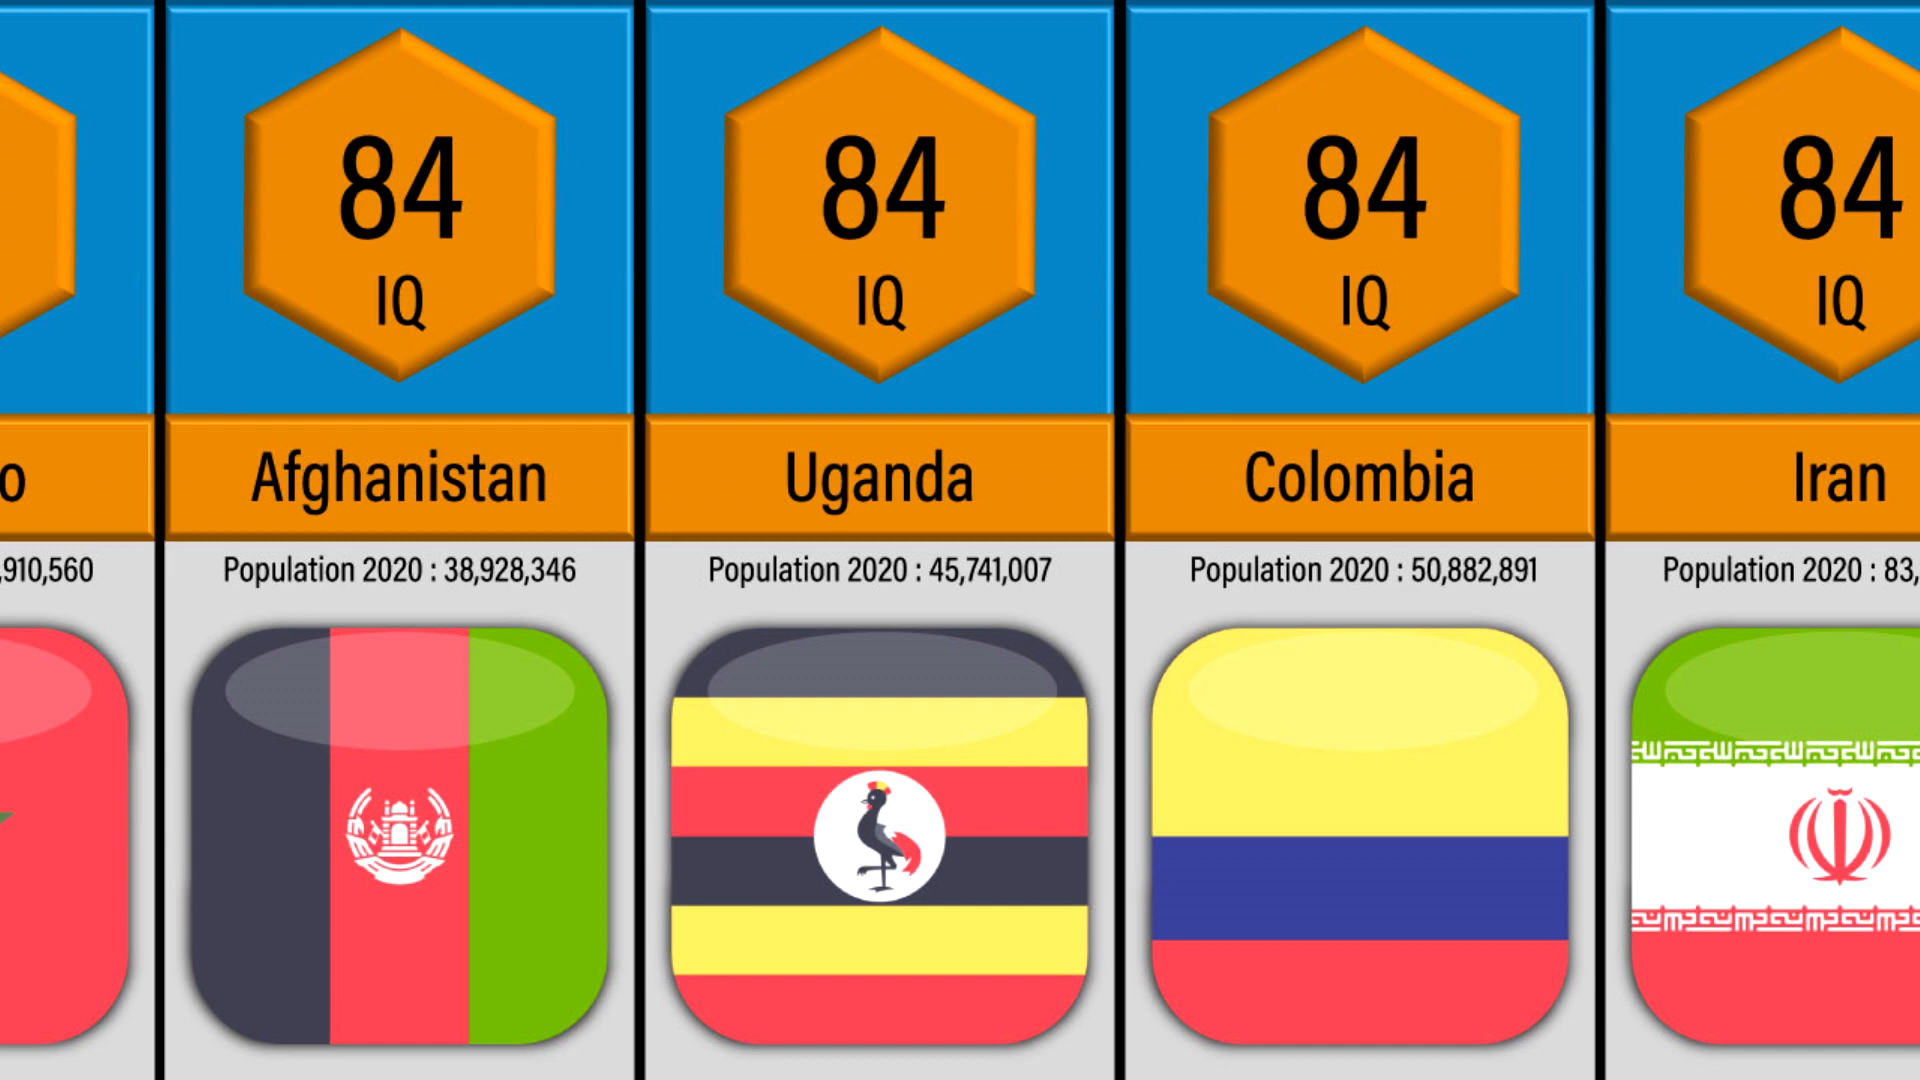 84
IQ
Afghanistan
Population 2020 : 38,928,346
84
IQ
Uganda
Population 2020 : 45,741,007
84
IQ
Colombia
Population 2020 : 50,882,891
84
IQ
Iran
Population 2020 : 83,
o
,910,560